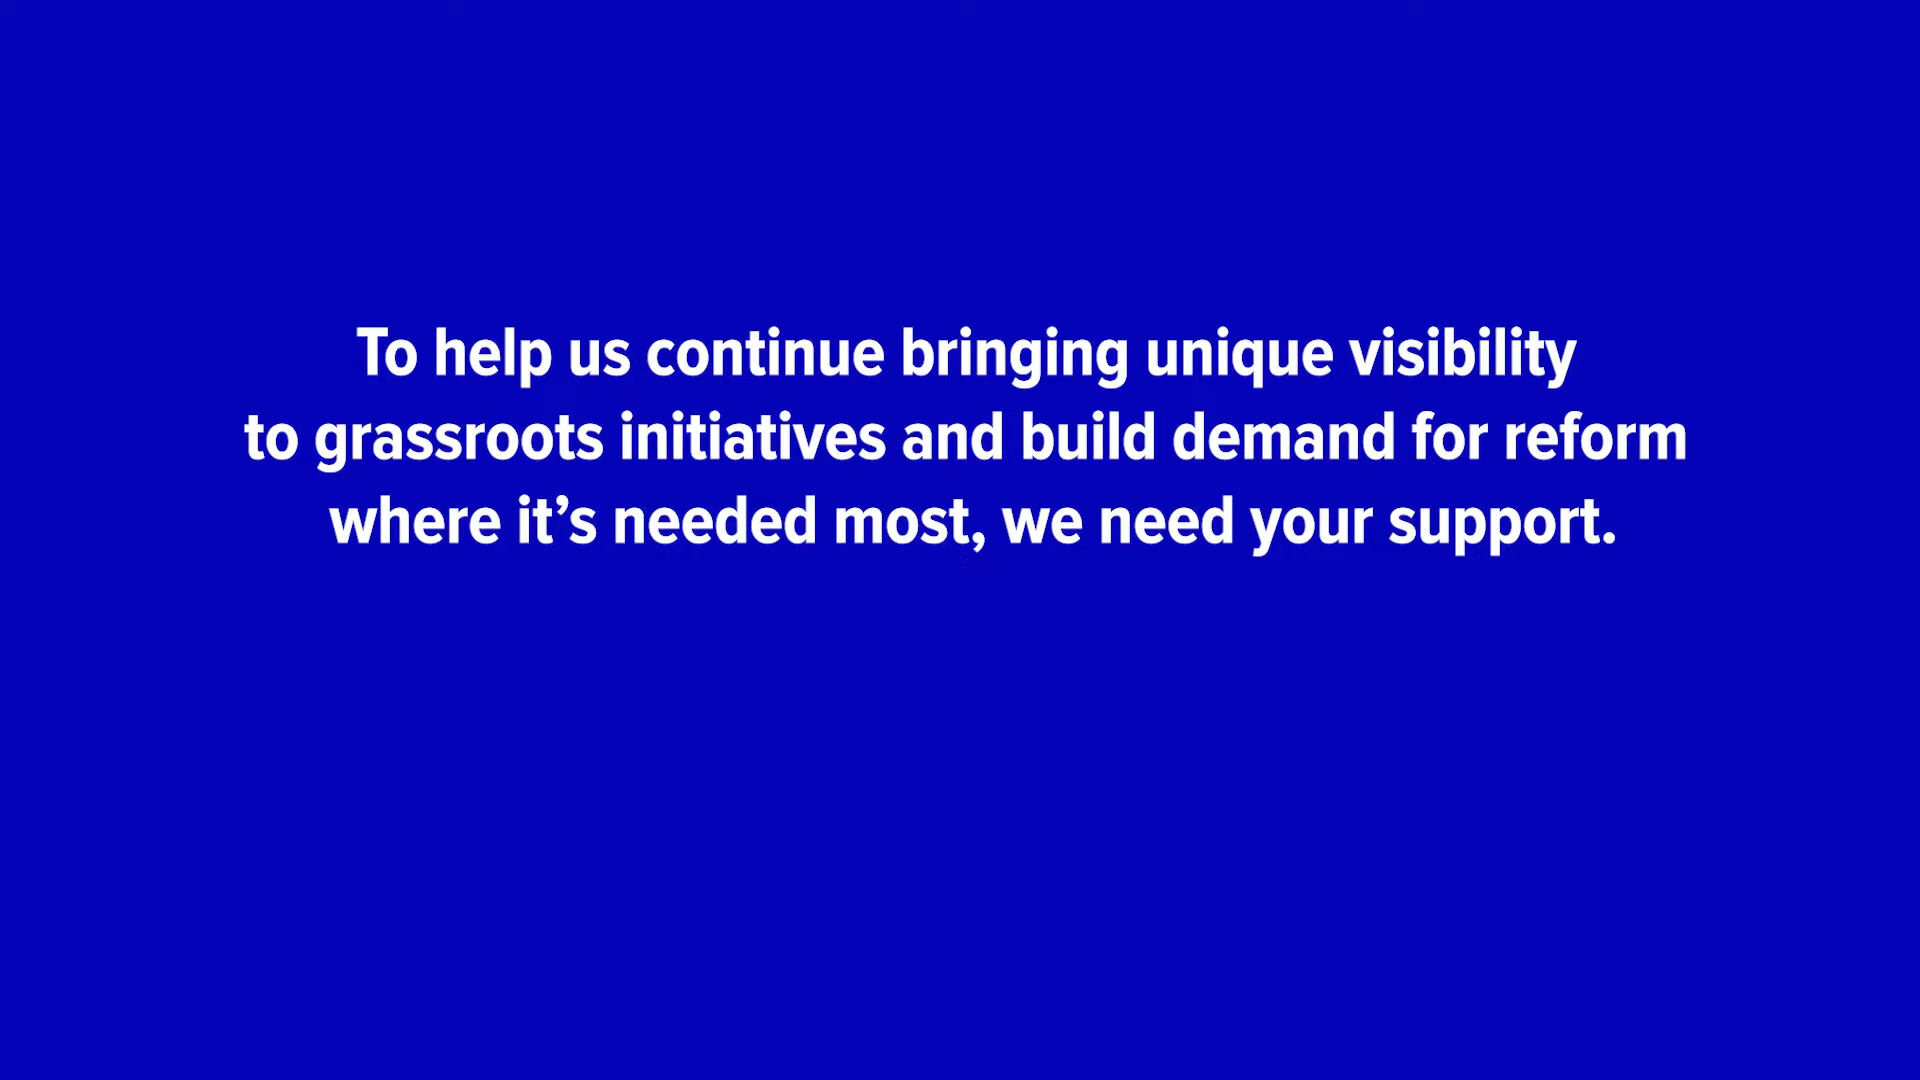 To help us continue bringing unique visibility
to grassroots initiatives and build demand for reform
where it’s needed most, we need your support.